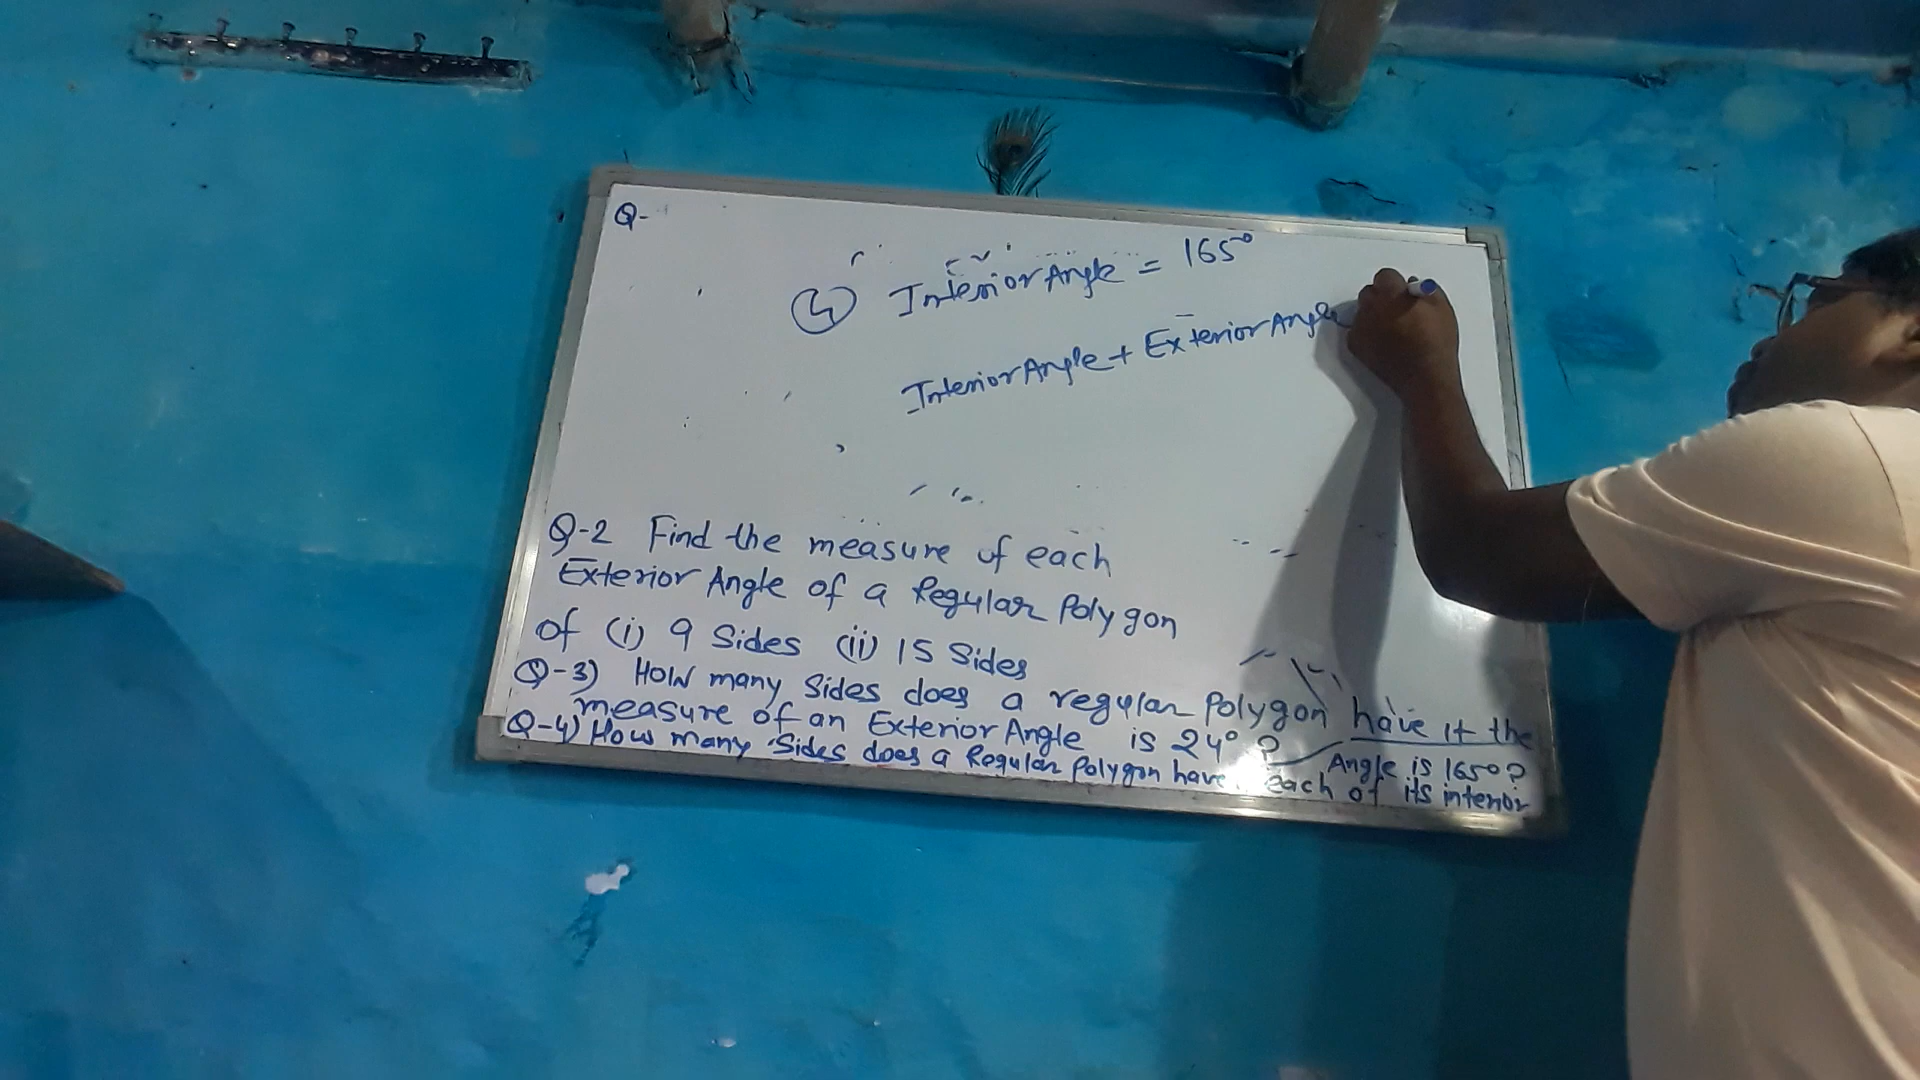 Q-
④ Interior Angle = 165°
Interior Angle + Exterior Angle
Q-2 Find the measure of each
Exterior Angle of a Regular Polygon
of (i) 9 Sides (ii) 15 Sides
Q-3) How many Sides does a regular Polygon have if the
measure of an Exterior Angle is 24° ?
Angle is 165°?
Q-4) How many Sides does a Regular Polygon have each of its interior